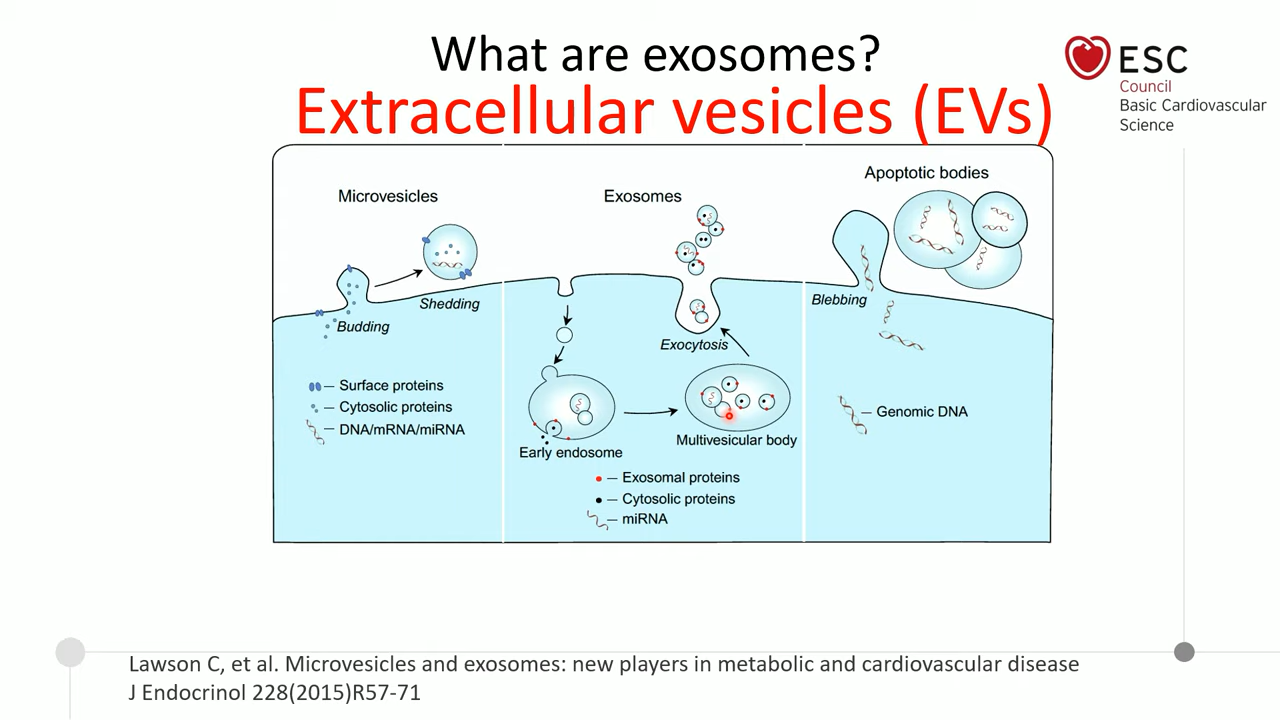 What are exosomes?
Extracellular vesicles (EVs)
ESC
Council
Basic Cardiovascular
Science
Microvesicles
Shedding
Budding
Surface proteins
Cytosolic proteins
DNA/mRNA/miRNA
Exosomes
Exocytosis
Early endosome
Multivesicular body
Exosomal proteins
Cytosolic proteins
miRNA
Apoptotic bodies
Blebbing
Genomic DNA
Lawson C, et al. Microvesicles and exosomes: new players in metabolic and cardiovascular disease
J Endocrinol 228(2015)R57-71